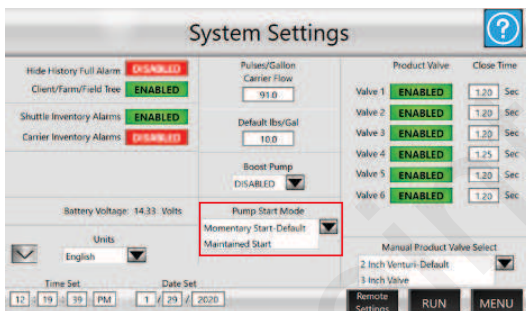 System Settings
?
Hide History Full Alarm DISABLED
Client/Farm/Field Tree ENABLED
Shuttle Inventory Alarms ENABLED
Carrier Inventory Alarms DISABLED
Battery Voltage: 14.33 Volts
Units
English
Time Set
12 : 19 : 39 PM
Date Set
1 / 29 / 2020
Pulses/Gallon
Carrier Flow
91.0
Default lbs/Gal
10.0
Boost Pump
DISABLED
Pump Start Mode
Momentary Start-Default
Maintained Start
Product Valve Close Time
Valve 1 ENABLED 1.20 Sec
Valve 2 ENABLED 1.20 Sec
Valve 3 ENABLED 1.20 Sec
Valve 4 ENABLED 1.25 Sec
Valve 5 ENABLED 1.20 Sec
Valve 6 ENABLED 1.20 Sec
Manual Product Valve Select
2 Inch Venturi-Default
3 Inch Valve
Remote
Settings
RUN
MENU